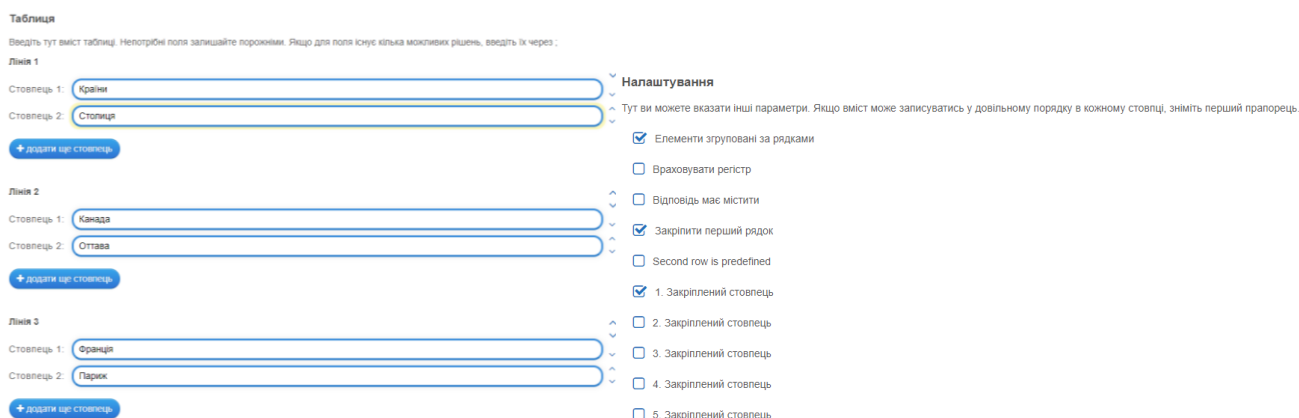 Таблиця
Введіть тут вміст таблиці. Непотрібні поля залишайте порожніми. Якщо для поля існує кілька можливих рішень, введіть їх через ;
Лінія 1
Стовпець 1: Країни
Стовпець 2: Столиця
+ додати ще стовпець
Лінія 2
Стовпець 1: Канада
Стовпець 2: Оттава
+ додати ще стовпець
Лінія 3
Стовпець 1: Франція
Стовпець 2: Париж
+ додати ще стовпець
Налаштування
Тут ви можете вказати інші параметри. Якщо вміст може записуватись у довільному порядку в кожному стовпці, зніміть перший прапорець.
Елементи згруповані за рядками
Враховувати регістр
Відповідь має містити
Закріпити перший рядок
Second row is predefined
1. Закріплений стовпець
2. Закріплений стовпець
3. Закріплений стовпець
4. Закріплений стовпець
5. Закріплений стовпець